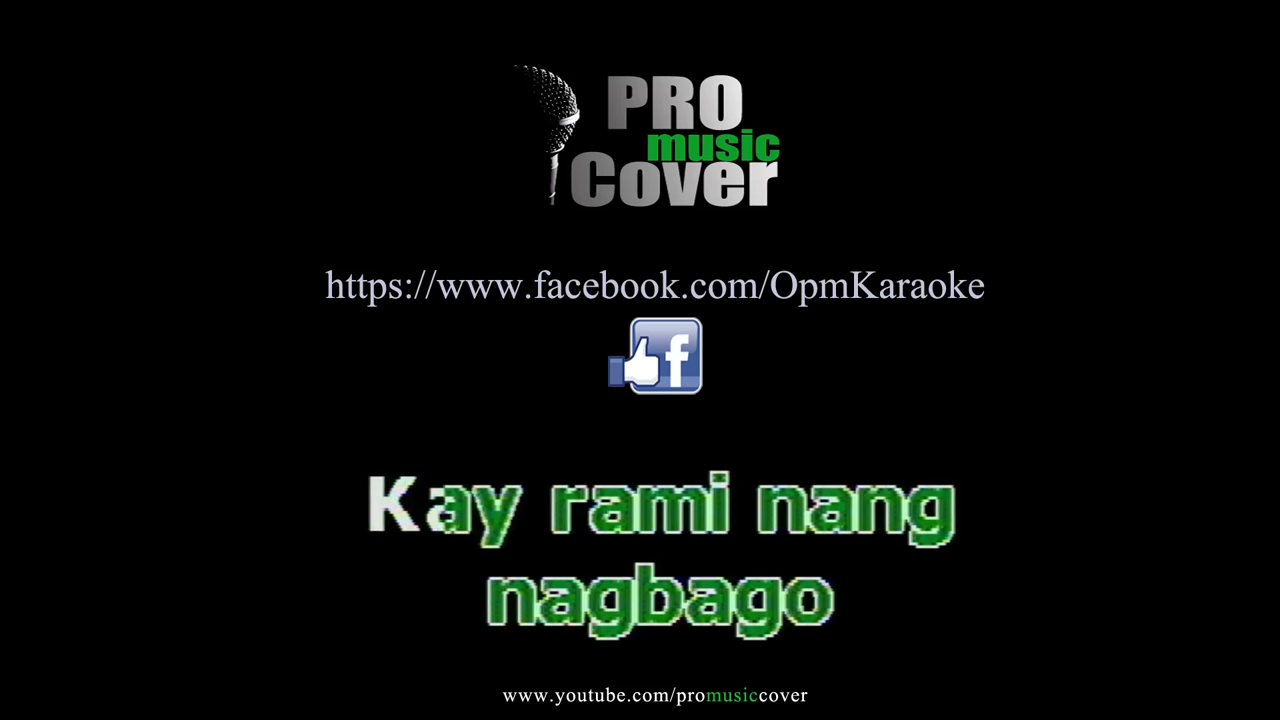 PRO
music
Cover
https://www.facebook.com/OpmKaraoke
f
Kay rami nang
nagbago
www.youtube.com/promusiccover